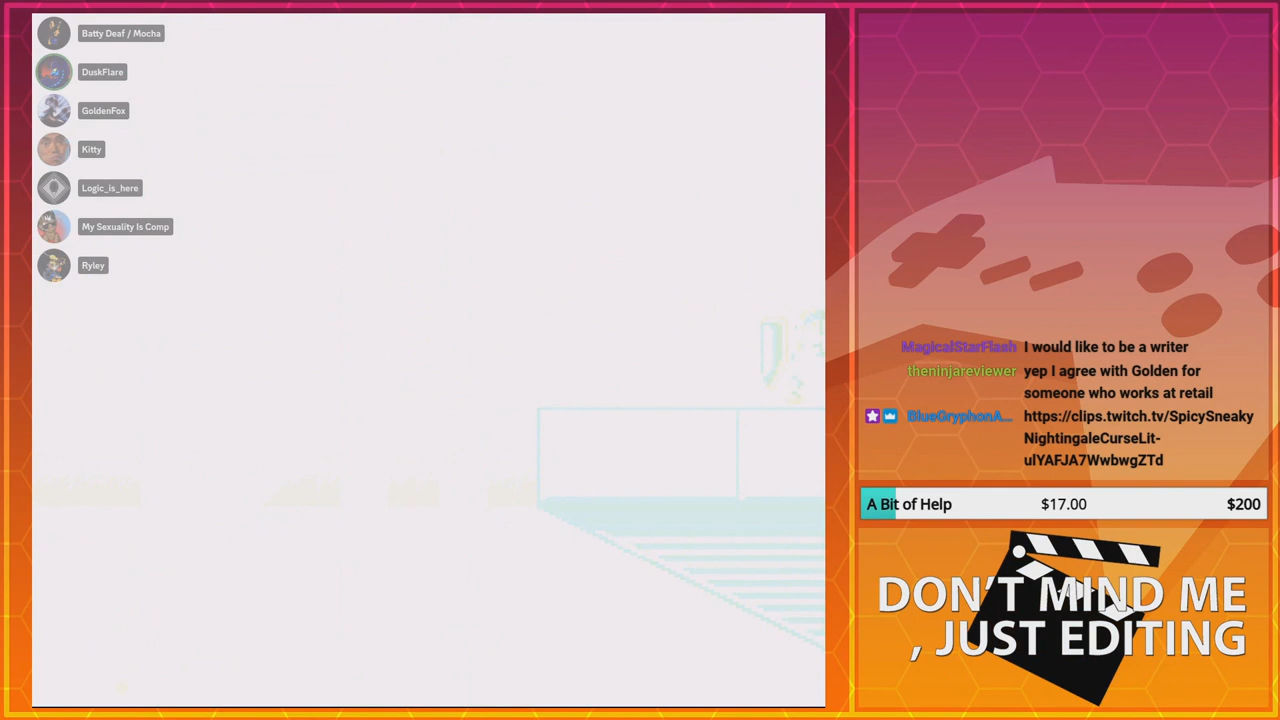 Batty Deaf / Mocha
DuskFlare
GoldenFox
Kitty
Logic_is_here
My Sexuality Is Comp
Ryley
MagicalStarFlash I would like to be a writer
theninjareviewer yep I agree with Golden for
someone who works at retail
BlueGryphonA... https://clips.twitch.tv/SpicySneaky
NightingaleCurseLit-
ulYAFJA7WwbwgZTd
A Bit of Help $17.00 $200
DON'T MIND ME
, JUST EDITING